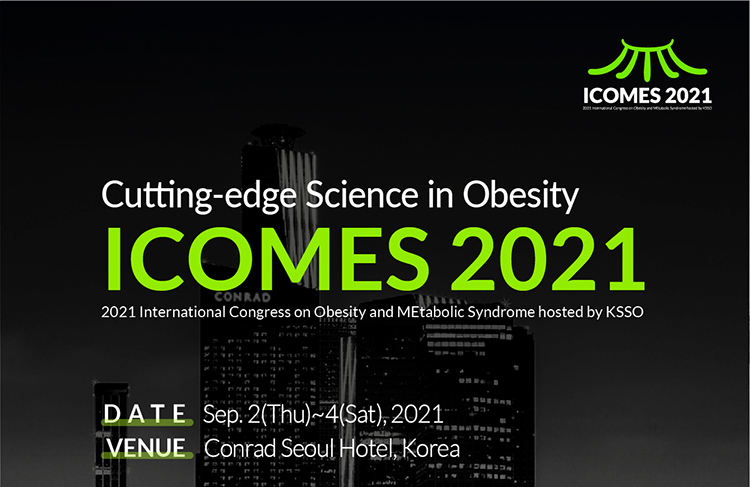 ICOMES 2021
2021 International Congress on Obesity and MEtabolic Syndrome hosted by KSSO
Cutting-edge Science in Obesity
ICOMES 2021
CONRAD
2021 International Congress on Obesity and MEtabolic Syndrome hosted by KSSO
DATE Sep. 2(Thu)~4(Sat), 2021
VENUE Conrad Seoul Hotel, Korea